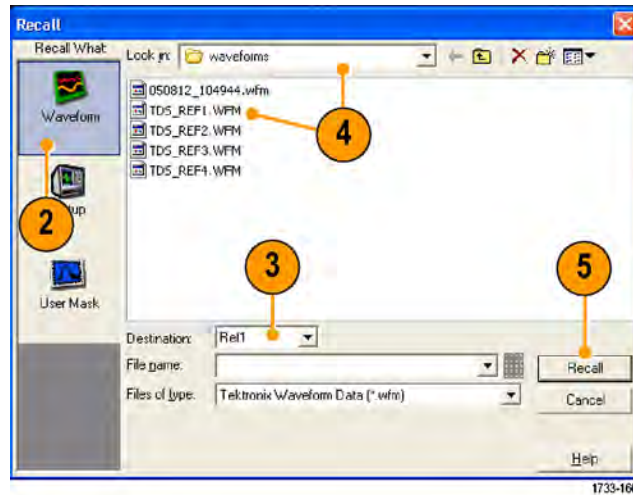 Recall
Recall What
Look in: waveforms
Waveform
050812_104944.wfm
TDS_REF1.WFM
TDS_REF2.WFM
TDS_REF3.WFM
TDS_REF4.WFM
4
2
3
5
User Mask
Destination: Ref1
File name:
Recall
Files of type: Tektronix Waveform Data (*.wfm)
Cancel
Help